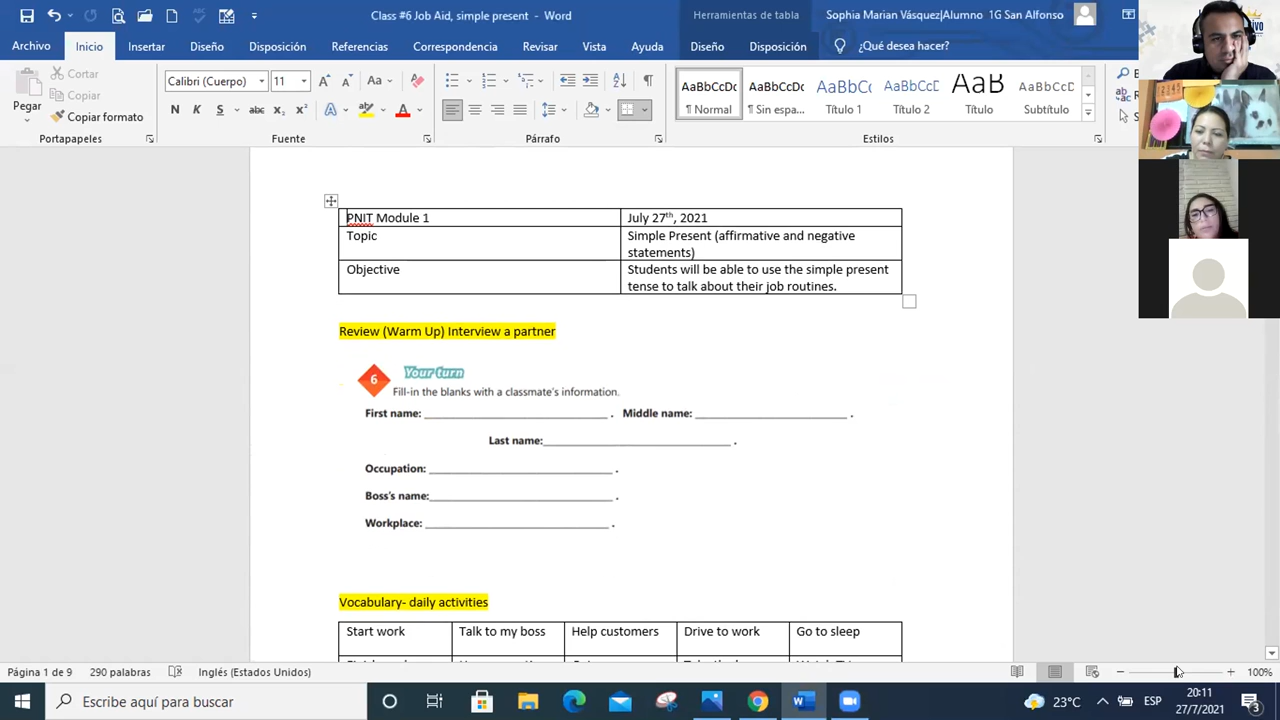 Class #6 Job Aid, simple present - Word
Herramientas de tabla
Sophia Marian Vásquez|Alumno 1G San Alfonso
Archivo Inicio Insertar Diseño Disposición Referencias Correspondencia Revisar Vista Ayuda Diseño Disposición ¿Qué desea hacer?
Pegar
Cortar
Copiar
Copiar formato
Portapapeles
Calibri (Cuerpo) 11
Fuente
Párrafo
AaBbCcDc AaBbCcDc AaBbCc AaBbCcD AaB AaBbCcD
¶ Normal ¶ Sin espa... Título 1 Título 2 Título Subtítulo
Estilos
PNIT Module 1 July 27th, 2021
Topic Simple Present (affirmative and negative
statements)
Objective Students will be able to use the simple present
tense to talk about their job routines.
Review (Warm Up) Interview a partner
6 Your turn
Fill-in the blanks with a classmate's information.
First name: . Middle name: .
Last name: .
Occupation: .
Boss's name: .
Workplace: .
Vocabulary- daily activities
Start work Talk to my boss Help customers Drive to work Go to sleep
Página 1 de 9 290 palabras Inglés (Estados Unidos) 100%
Escribe aquí para buscar
23°C
ESP
20:11
27/7/2021
3